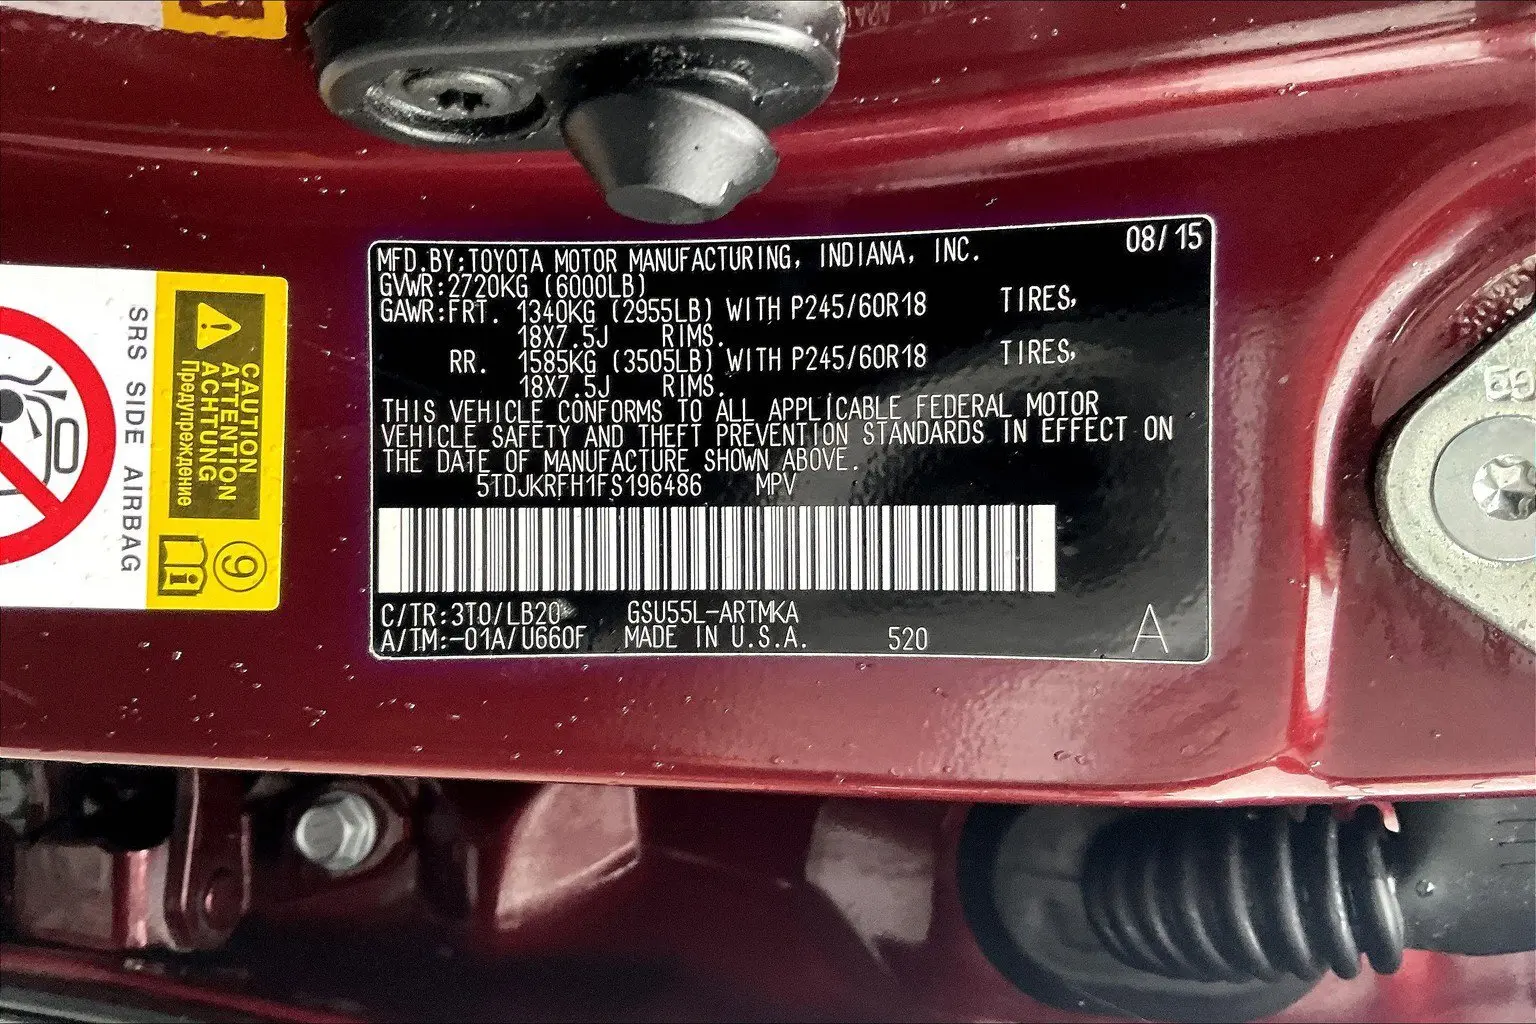 MFD.BY:TOYOTA MOTOR MANUFACTURING, INDIANA, INC. 08/15
GVWR:2720KG (6000LB)
GAWR:FRT. 1340KG (2955LB) WITH P245/60R18 TIRES,
18X7.5J RIMS.
RR. 1585KG (3505LB) WITH P245/60R18 TIRES,
18X7.5J RIMS.
THIS VEHICLE CONFORMS TO ALL APPLICABLE FEDERAL MOTOR
VEHICLE SAFETY AND THEFT PREVENTION STANDARDS IN EFFECT ON
THE DATE OF MANUFACTURE SHOWN ABOVE.
5TDJKRFH1FS196486 MPV
C/TR:3T0/LB20 GSU55L-ARTMKA
A/TM:-01A/U660F MADE IN U.S.A. 520 A
CAUTION
ATTENTION
ACHTUNG
Предупреждение
9
SRS SIDE AIRBAG